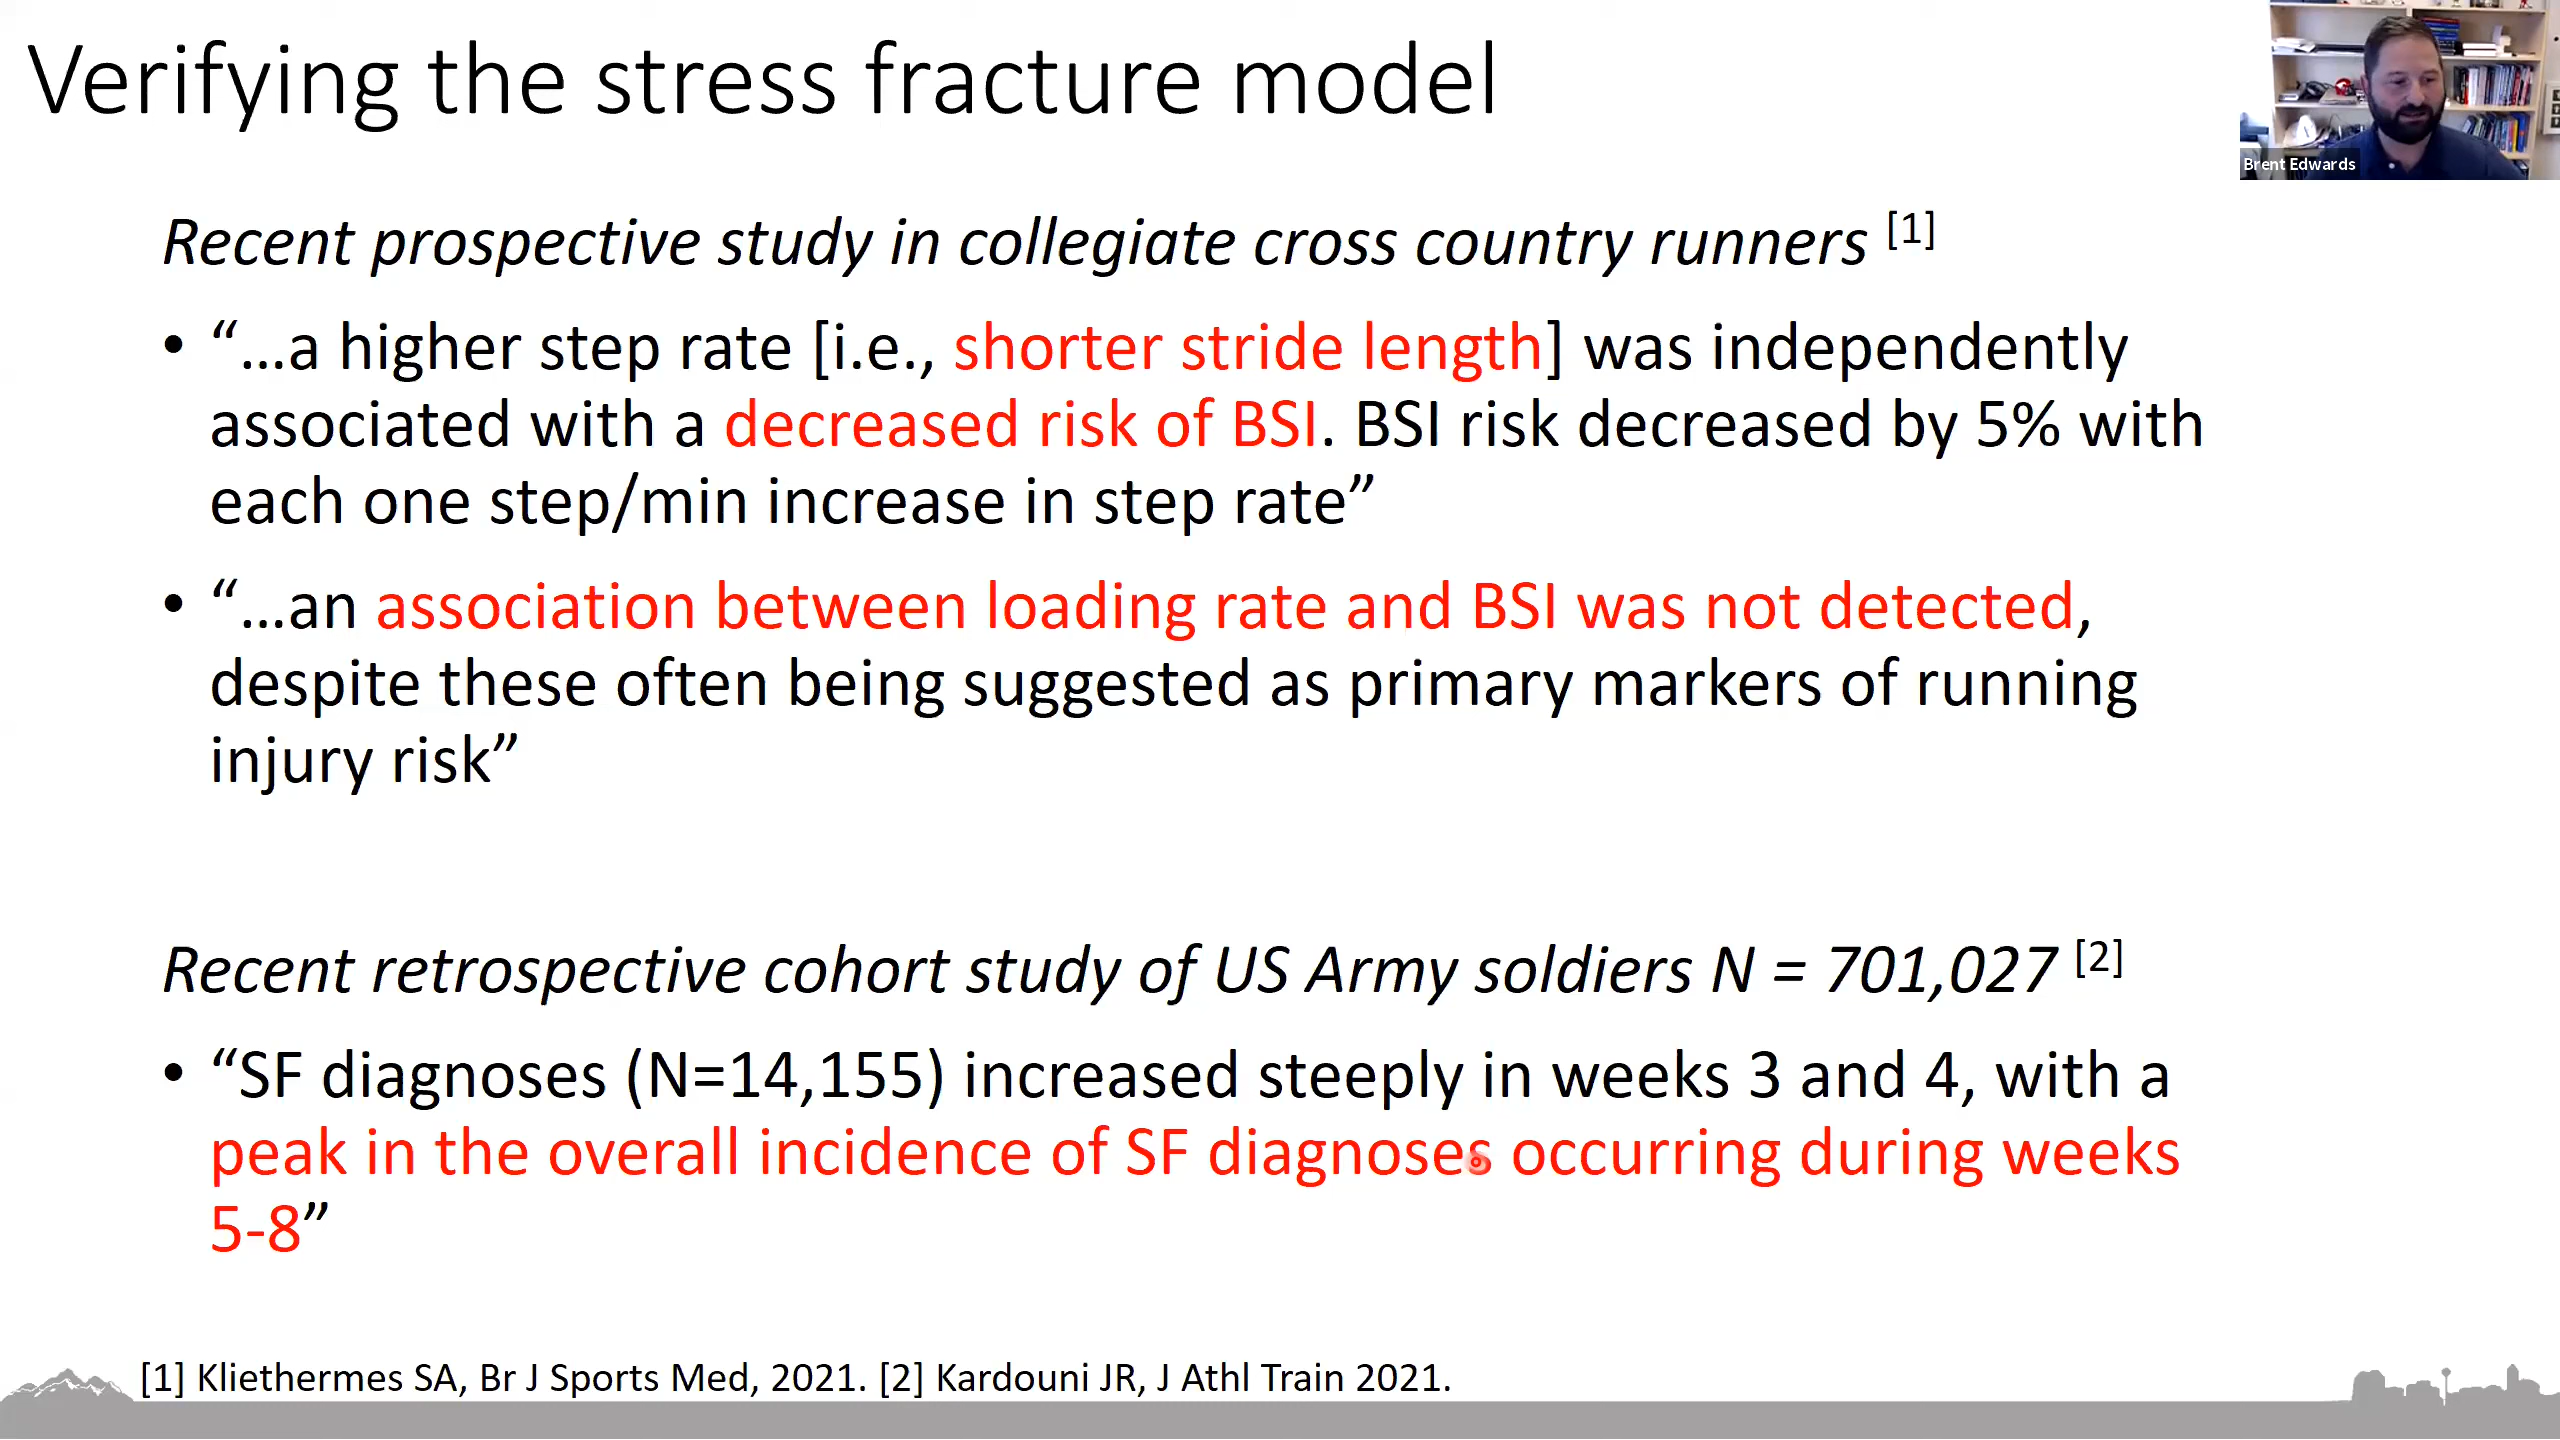 Verifying the stress fracture model
Brent Edwards
Recent prospective study in collegiate cross country runners [1]
• “…a higher step rate [i.e., shorter stride length] was independently
associated with a decreased risk of BSI. BSI risk decreased by 5% with
each one step/min increase in step rate”
• “…an association between loading rate and BSI was not detected,
despite these often being suggested as primary markers of running
injury risk”
Recent retrospective cohort study of US Army soldiers N = 701,027 [2]
• “SF diagnoses (N=14,155) increased steeply in weeks 3 and 4, with a
peak in the overall incidence of SF diagnoses occurring during weeks
5-8”
[1] Kliethermes SA, Br J Sports Med, 2021. [2] Kardouni JR, J Athl Train 2021.